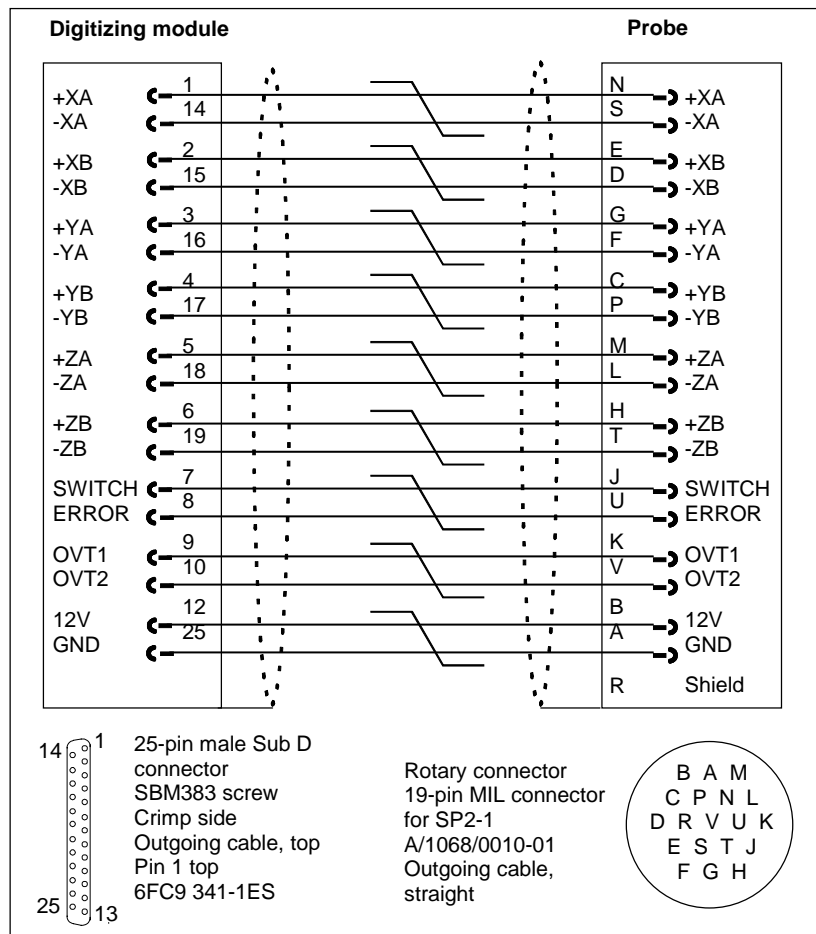 Digitizing module Probe
+XA 1 N +XA
-XA 14 S -XA
+XB 2 E +XB
-XB 15 D -XB
+YA 3 G +YA
-YA 16 F -YA
+YB 4 C +YB
-YB 17 P -YB
+ZA 5 M +ZA
-ZA 18 L -ZA
+ZB 6 H +ZB
-ZB 19 T -ZB
SWITCH 7 J SWITCH
ERROR 8 U ERROR
OVT1 9 K OVT1
OVT2 10 V OVT2
12V 12 B 12V
GND 25 A GND
R Shield
14 1
25 13
25-pin male Sub D
connector
SBM383 screw
Crimp side
Outgoing cable, top
Pin 1 top
6FC9 341-1ES
Rotary connector
19-pin MIL connector
for SP2-1
A/1068/0010-01
Outgoing cable,
straight
B A M
C P N L
D R V U K
E S T J
F G H